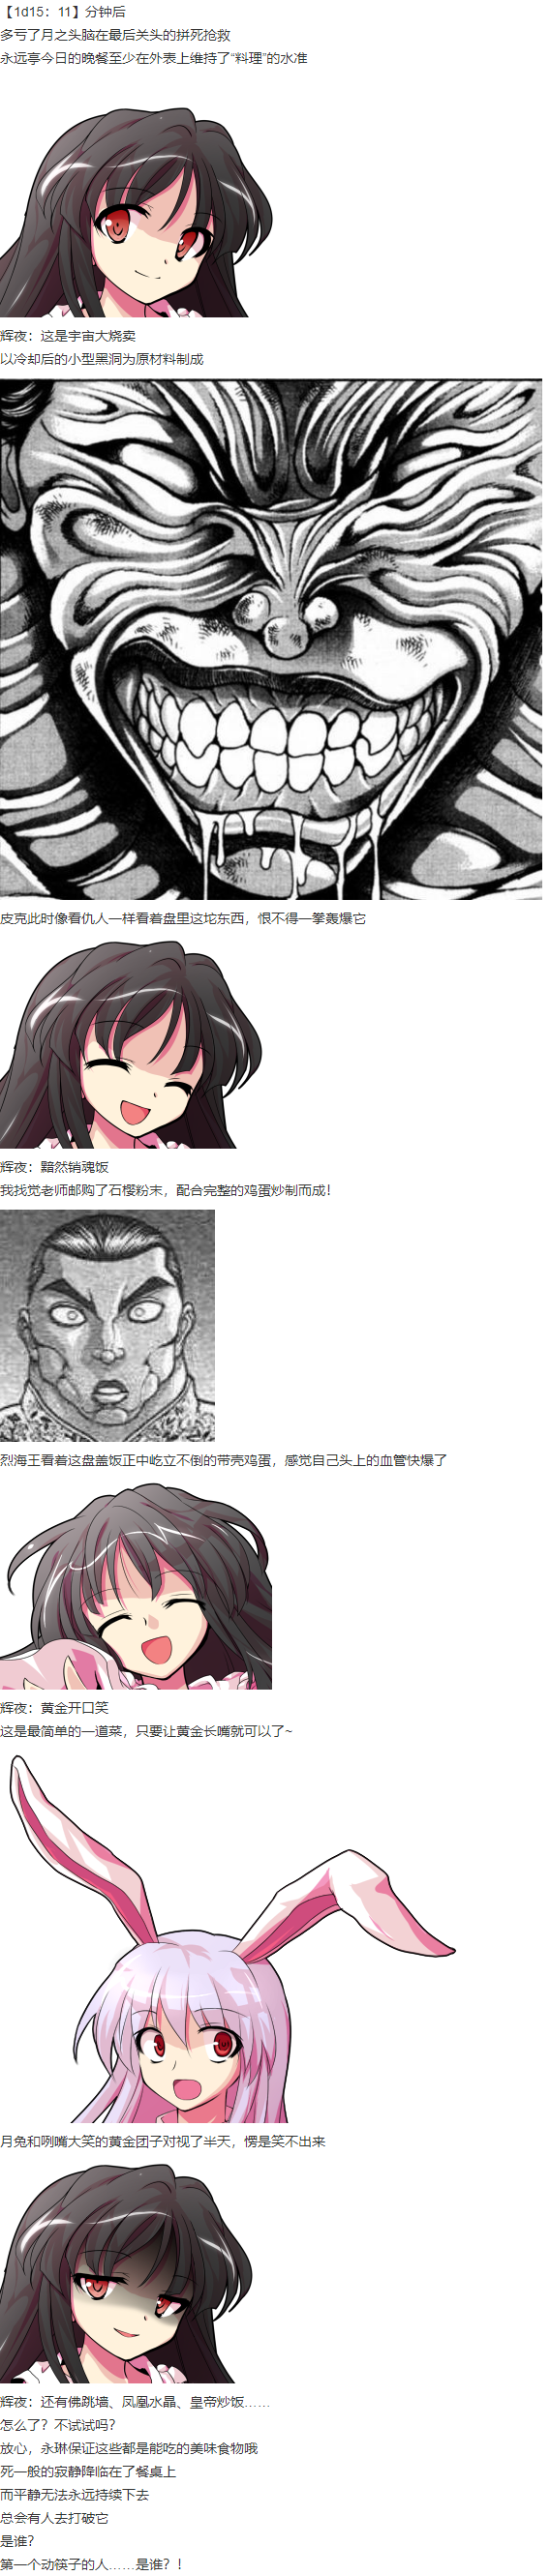 【1d15：11】分钟后
多亏了月之头脑在最后关头的拼死抢救
永远亭今日的晚餐至少在外表上维持了“料理”的水准
辉夜：这是宇宙大烧卖
以冷却后的小型黑洞为原材料制成
皮克此时像看仇人一样看着盘里这坨东西，恨不得一拳轰爆它
辉夜：黯然销魂饭
我找觉老师邮购了石樱粉末，配合完整的鸡蛋炒制而成！
烈海王看着这盘盖饭正中屹立不倒的带壳鸡蛋，感觉自己头上的血管快爆了
辉夜：黄金开口笑
这是最简单的一道菜，只要让黄金长嘴就可以了~
月兔和咧嘴大笑的黄金团子对视了半天，愣是笑不出来
辉夜：还有佛跳墙、凤凰水晶、皇帝炒饭……
怎么了？不试试吗？
放心，永琳保证这些都是能吃的美味食物哦
死一般的寂静降临在了餐桌上
而平静无法永远持续下去
总会有人去打破它
是谁？
第一个动筷子的人……是谁？！